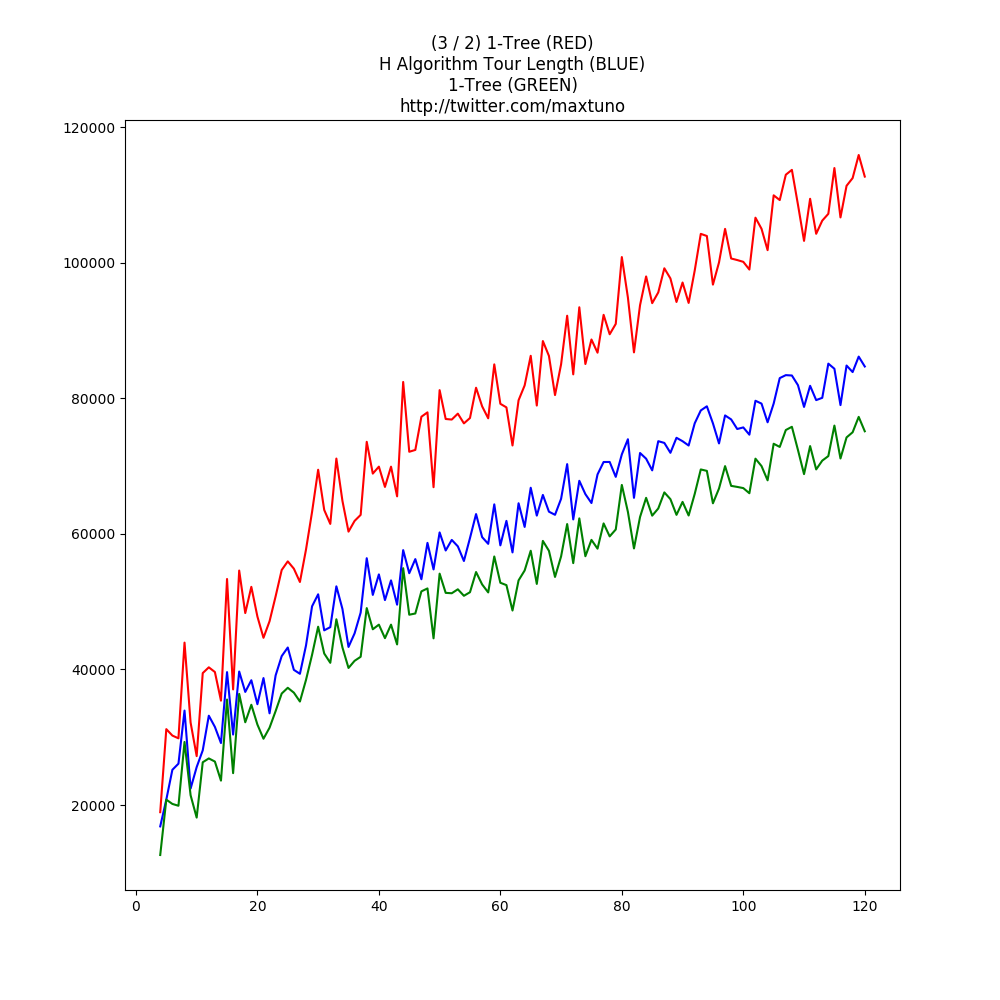 (3 / 2) 1-Tree (RED)
H Algorithm Tour Length (BLUE)
1-Tree (GREEN)
http://twitter.com/maxtuno
120000
100000
80000
60000
40000
20000
0 20 40 60 80 100 120